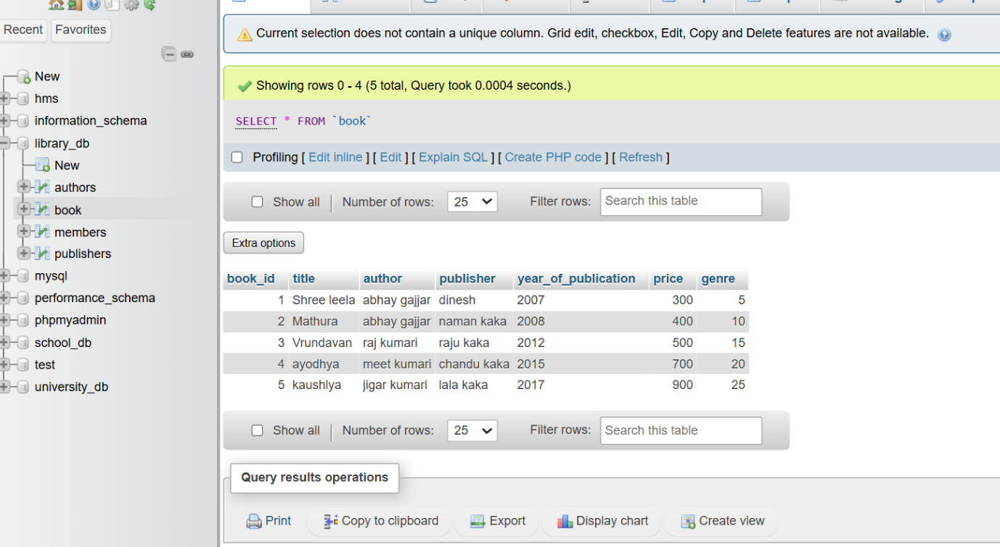 Recent Favorites
New
hms
information_schema
library_db
New
authors
book
members
publishers
mysql
performance_schema
phpmyadmin
school_db
test
university_db
Current selection does not contain a unique column. Grid edit, checkbox, Edit, Copy and Delete features are not available.
Showing rows 0 - 4 (5 total, Query took 0.0004 seconds.)
SELECT * FROM `book`
Profiling [ Edit inline ] [ Edit ] [ Explain SQL ] [ Create PHP code ] [ Refresh ]
Show all | Number of rows: 25 Filter rows: Search this table
Extra options
book_id title author publisher year_of_publication price genre
1 Shree leela abhay gajjar dinesh 2007 300 5
2 Mathura abhay gajjar naman kaka 2008 400 10
3 Vrundavan raj kumari raju kaka 2012 500 15
4 ayodhya meet kumari chandu kaka 2015 700 20
5 kaushlya jigar kumari lala kaka 2017 900 25
Show all | Number of rows: 25 Filter rows: Search this table
Query results operations
Print Copy to clipboard Export Display chart Create view